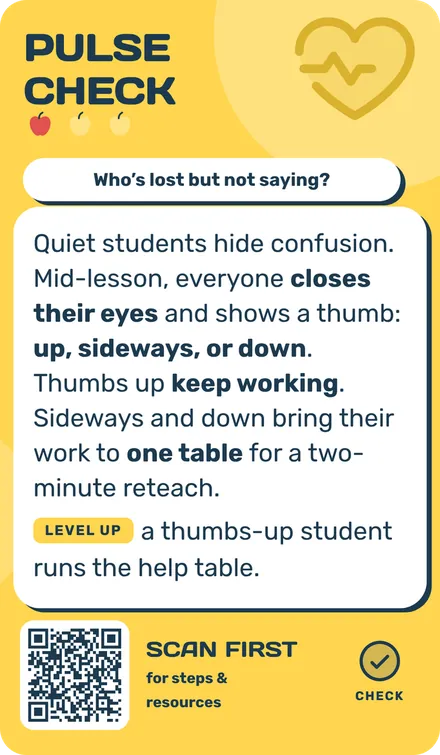 PULSE
CHECK
Who’s lost but not saying?
Quiet students hide confusion.
Mid-lesson, everyone closes
their eyes and shows a thumb:
up, sideways, or down.
Thumbs up keep working.
Sideways and down bring their
work to one table for a two-
minute reteach.
LEVEL UP a thumbs-up student
runs the help table.
SCAN FIRST
for steps &
resources
CHECK